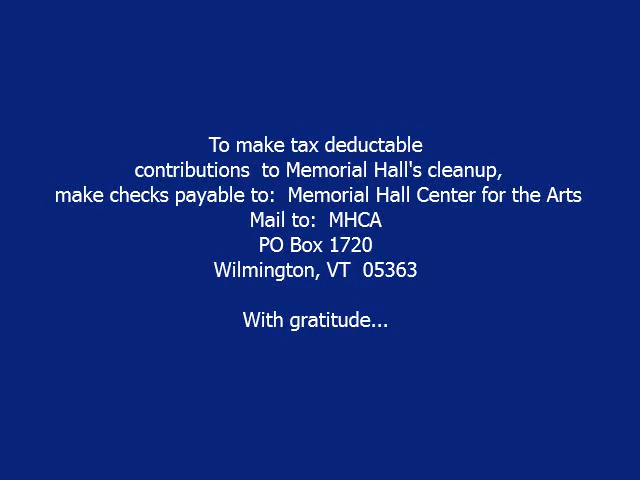 To make tax deductable
contributions  to Memorial Hall's cleanup,
make checks payable to:  Memorial Hall Center for the Arts
Mail to:  MHCA
PO Box 1720
Wilmington, VT  05363
With gratitude...